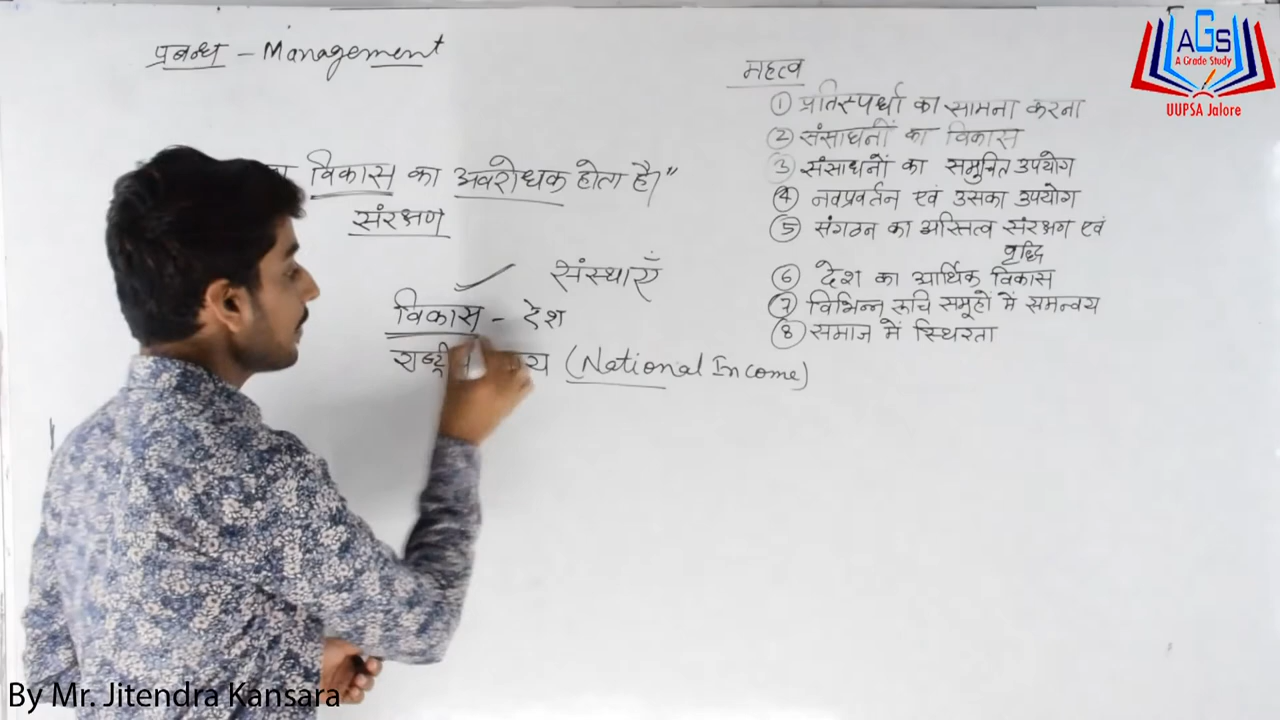 प्रबन्ध - Management
विकास का अवरोधक होता है।"
संरक्षण
संस्थाएँ
विकास - देश
(National Income)
महत्व
① प्रतिस्पर्धा का सामना करना
② संसाधनों का विकास
③ संसाधनों का समुचित उपयोग
④ नवप्रवर्तन एवं उसका उपयोग
⑤ संगठन का अस्तित्व संरक्षण एवं
वृद्धि
⑥ देश का आर्थिक विकास
⑦ विभिन्न रूचि समूहों में समन्वय
⑧ समाज में स्थिरता
AGS
A Grade Study
UUPSA Jalore
By Mr. Jitendra Kansara